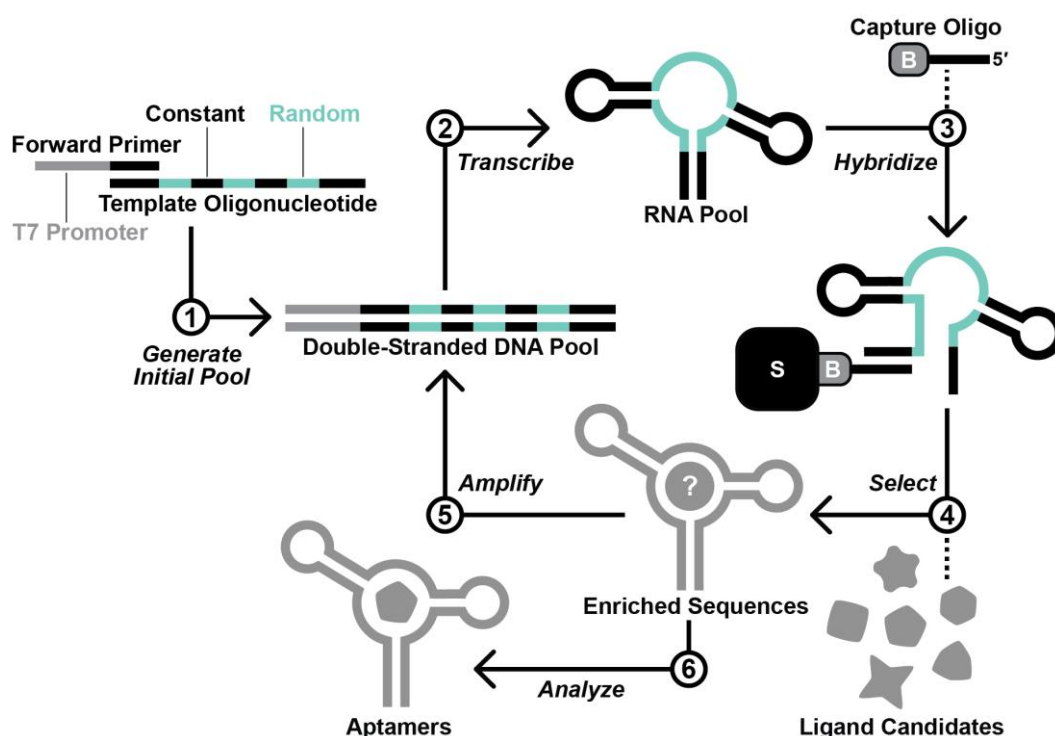 Capture Oligo
B
5′
Constant
Random
Forward Primer
Template Oligonucleotide
T7 Promoter
1
Generate
Initial Pool
Double-Stranded DNA Pool
2
Transcribe
RNA Pool
3
Hybridize
S
B
Select
4
Ligand Candidates
?
Enriched Sequences
Amplify
5
6
Analyze
Aptamers